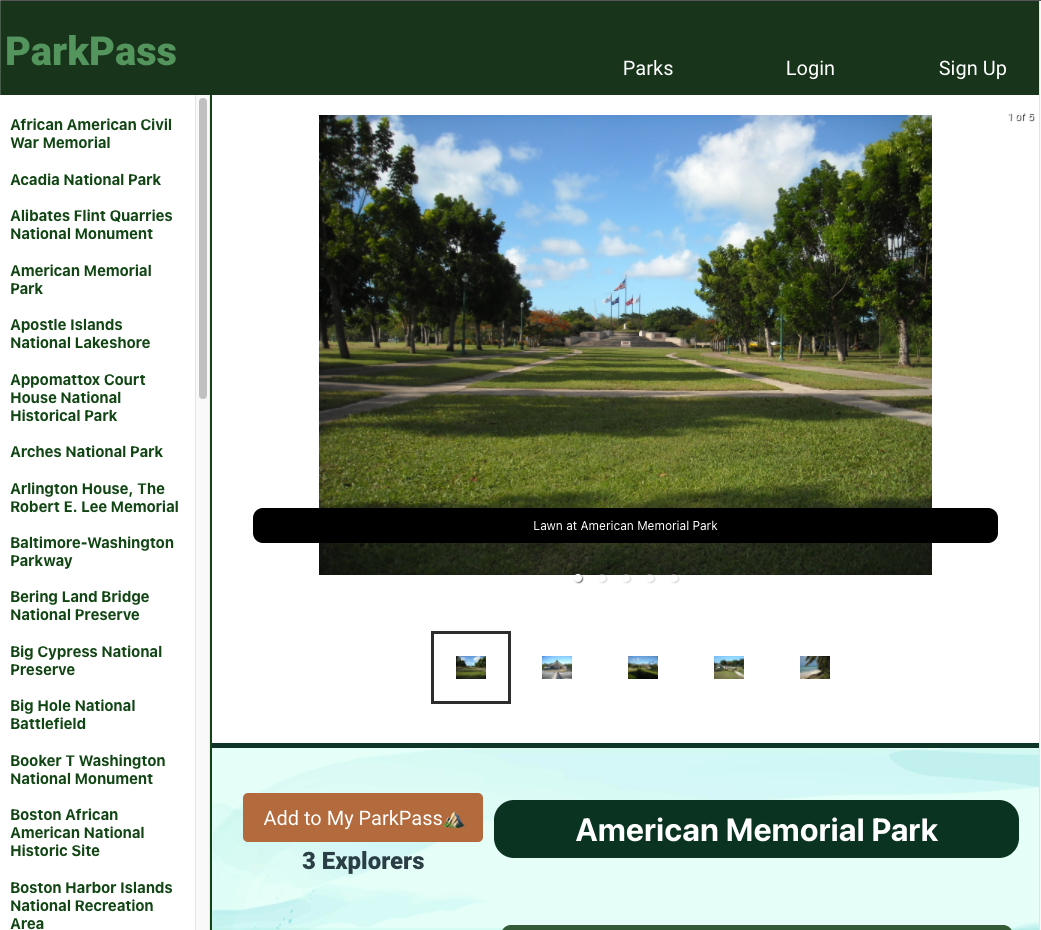 ParkPass
Parks
Login
Sign Up
African American Civil
War Memorial
Acadia National Park
Alibates Flint Quarries
National Monument
American Memorial
Park
Apostle Islands
National Lakeshore
Appomattox Court
House National
Historical Park
Arches National Park
Arlington House, The
Robert E. Lee Memorial
Baltimore-Washington
Parkway
Bering Land Bridge
National Preserve
Big Cypress National
Preserve
Big Hole National
Battlefield
Booker T Washington
National Monument
Boston African
American National
Historic Site
Boston Harbor Islands
National Recreation
Area
1 of 5
Lawn at American Memorial Park
Add to My ParkPass
3 Explorers
American Memorial Park